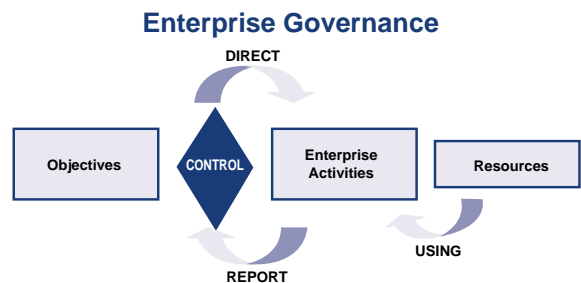 Enterprise Governance
DIRECT
Objectives
CONTROL
Enterprise
Activities
Resources
USING
REPORT